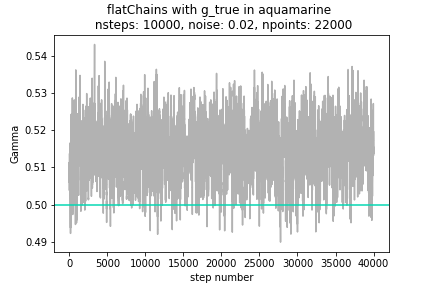 flatChains with g_true in aquamarine
nsteps: 10000, noise: 0.02, npoints: 22000
0.54
0.53
0.52
0.51
0.50
0.49
Gamma
0 5000 10000 15000 20000 25000 30000 35000 40000
step number